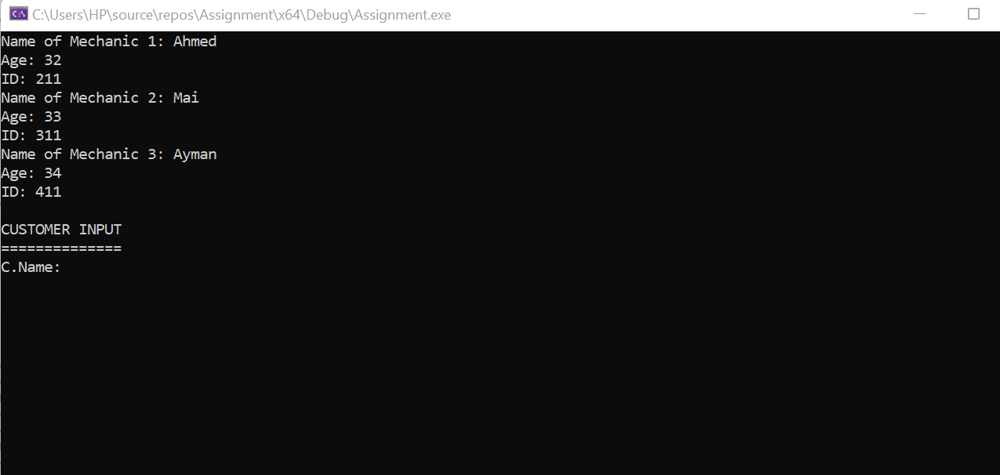 C:\Users\HP\source\repos\Assignment\x64\Debug\Assignment.exe
Name of Mechanic 1: Ahmed
Age: 32
ID: 211
Name of Mechanic 2: Mai
Age: 33
ID: 311
Name of Mechanic 3: Ayman
Age: 34
ID: 411
CUSTOMER INPUT
==============
C.Name: